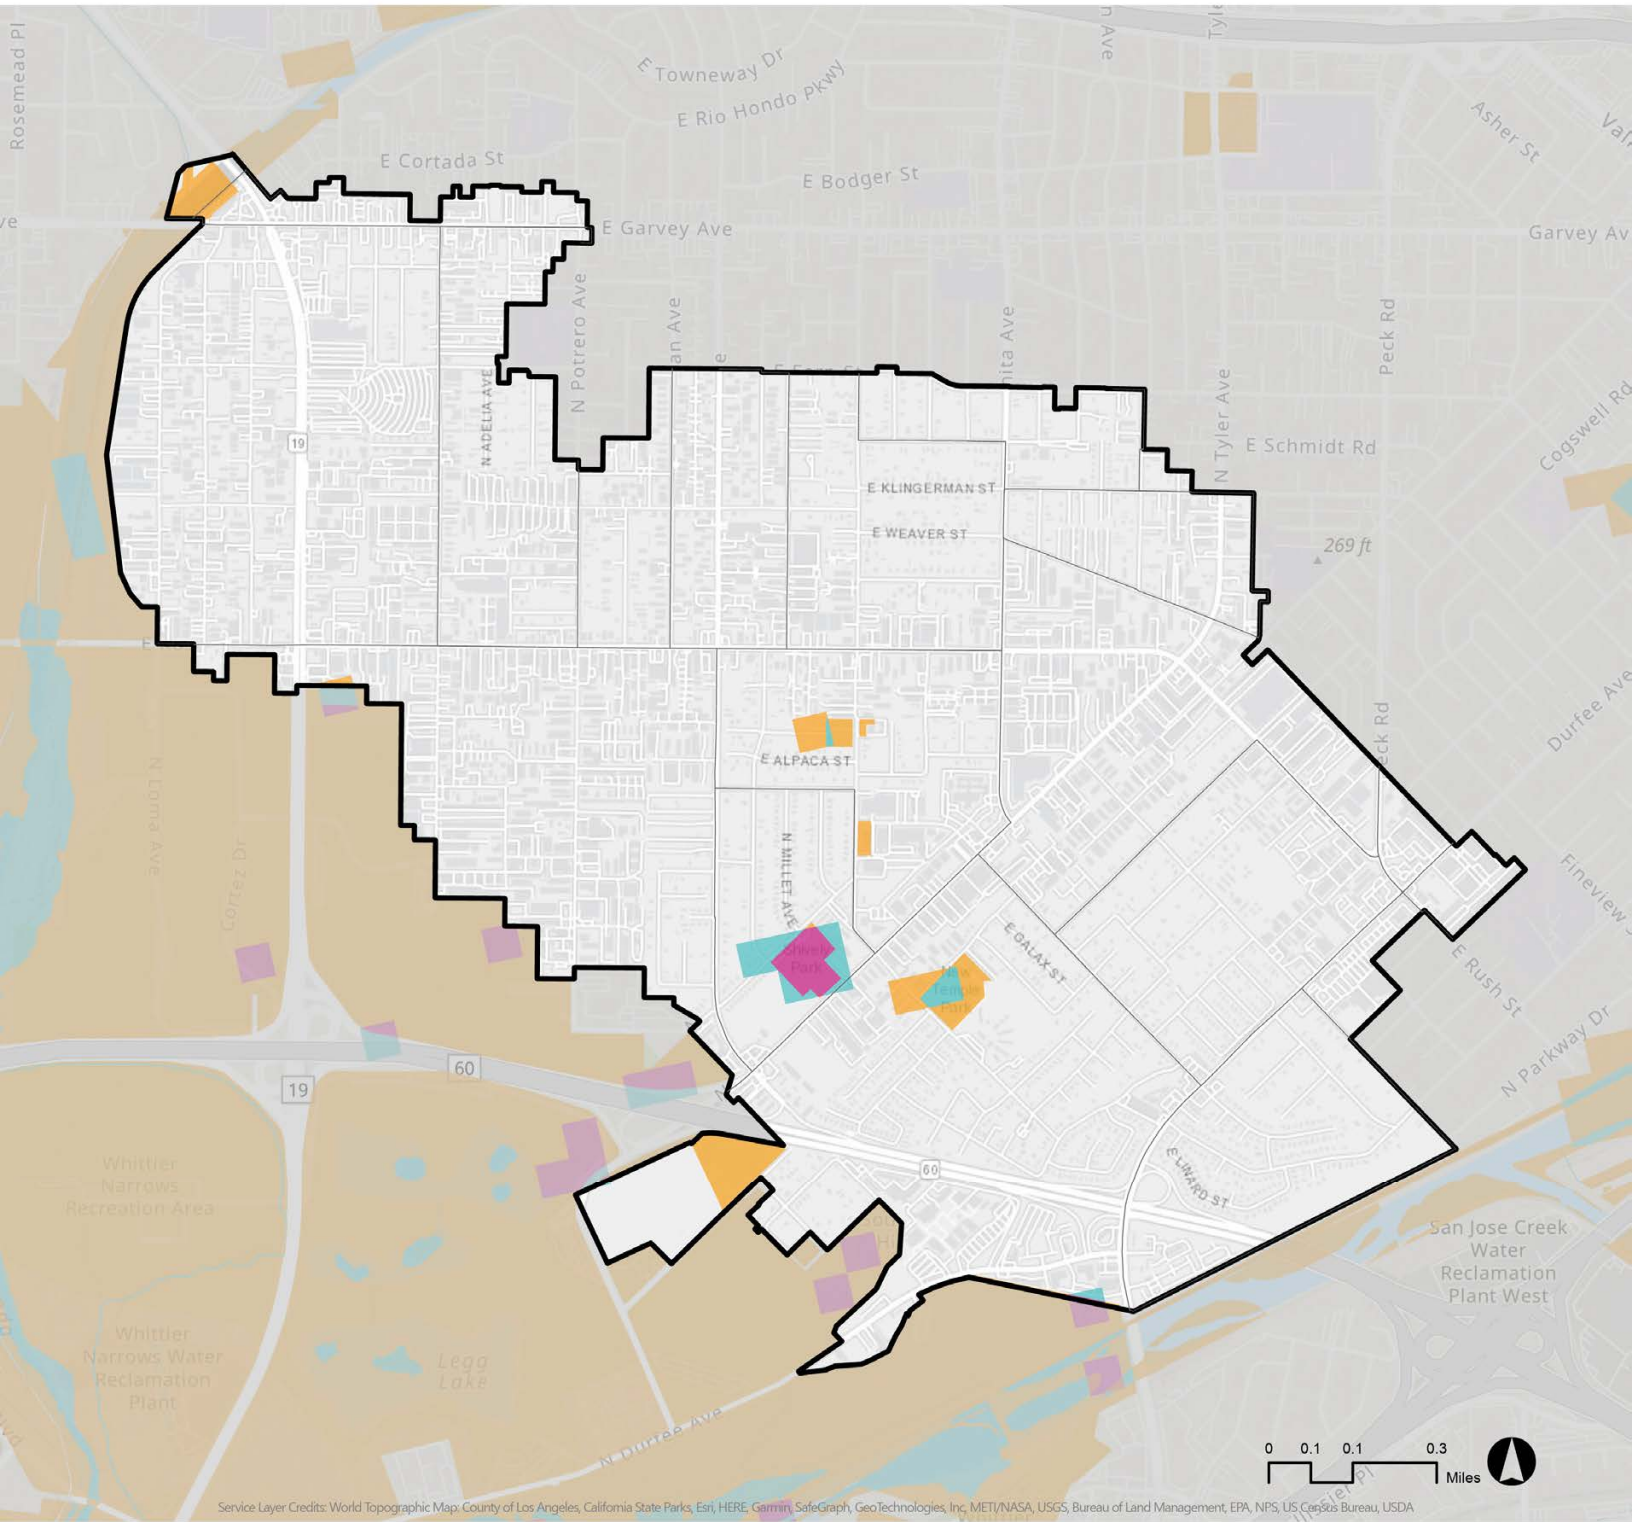 Rosemead Pl
E Towneway Dr
E Rio Hondo Pkwy
Asher St
E Cortada St
E Bodger St
E Garvey Ave
Garvey Av
N Potrero Ave
Peck Rd
N ADELIA AVE
N Tyler Ave
E Schmidt Rd
Cogswell Rd
19
E KLINGERMAN ST
E WEAVER ST
269 ft
Durfee Ave
N Loma Ave
E ALPACA ST
Cortez Dr
N MILLET AVE
Fineview S
E GALAX ST
E Rush St
Shively
Park
New
Temple
Park
N Parkway Dr
60
19
60
E LINARD ST
Whittier
Narrows
Recreation Area
San Jose Creek
Water
Reclamation
Plant West
Whittier
Narrows Water
Reclamation
Plant
Legg
Lake
N Durfee Ave
0 0.1 0.1 0.3
Miles
Service Layer Credits: World Topographic Map: County of Los Angeles, California State Parks, Esri, HERE, Garmin, SafeGraph, GeoTechnologies, Inc, METI/NASA, USGS, Bureau of Land Management, EPA, NPS, US Census Bureau, USDA